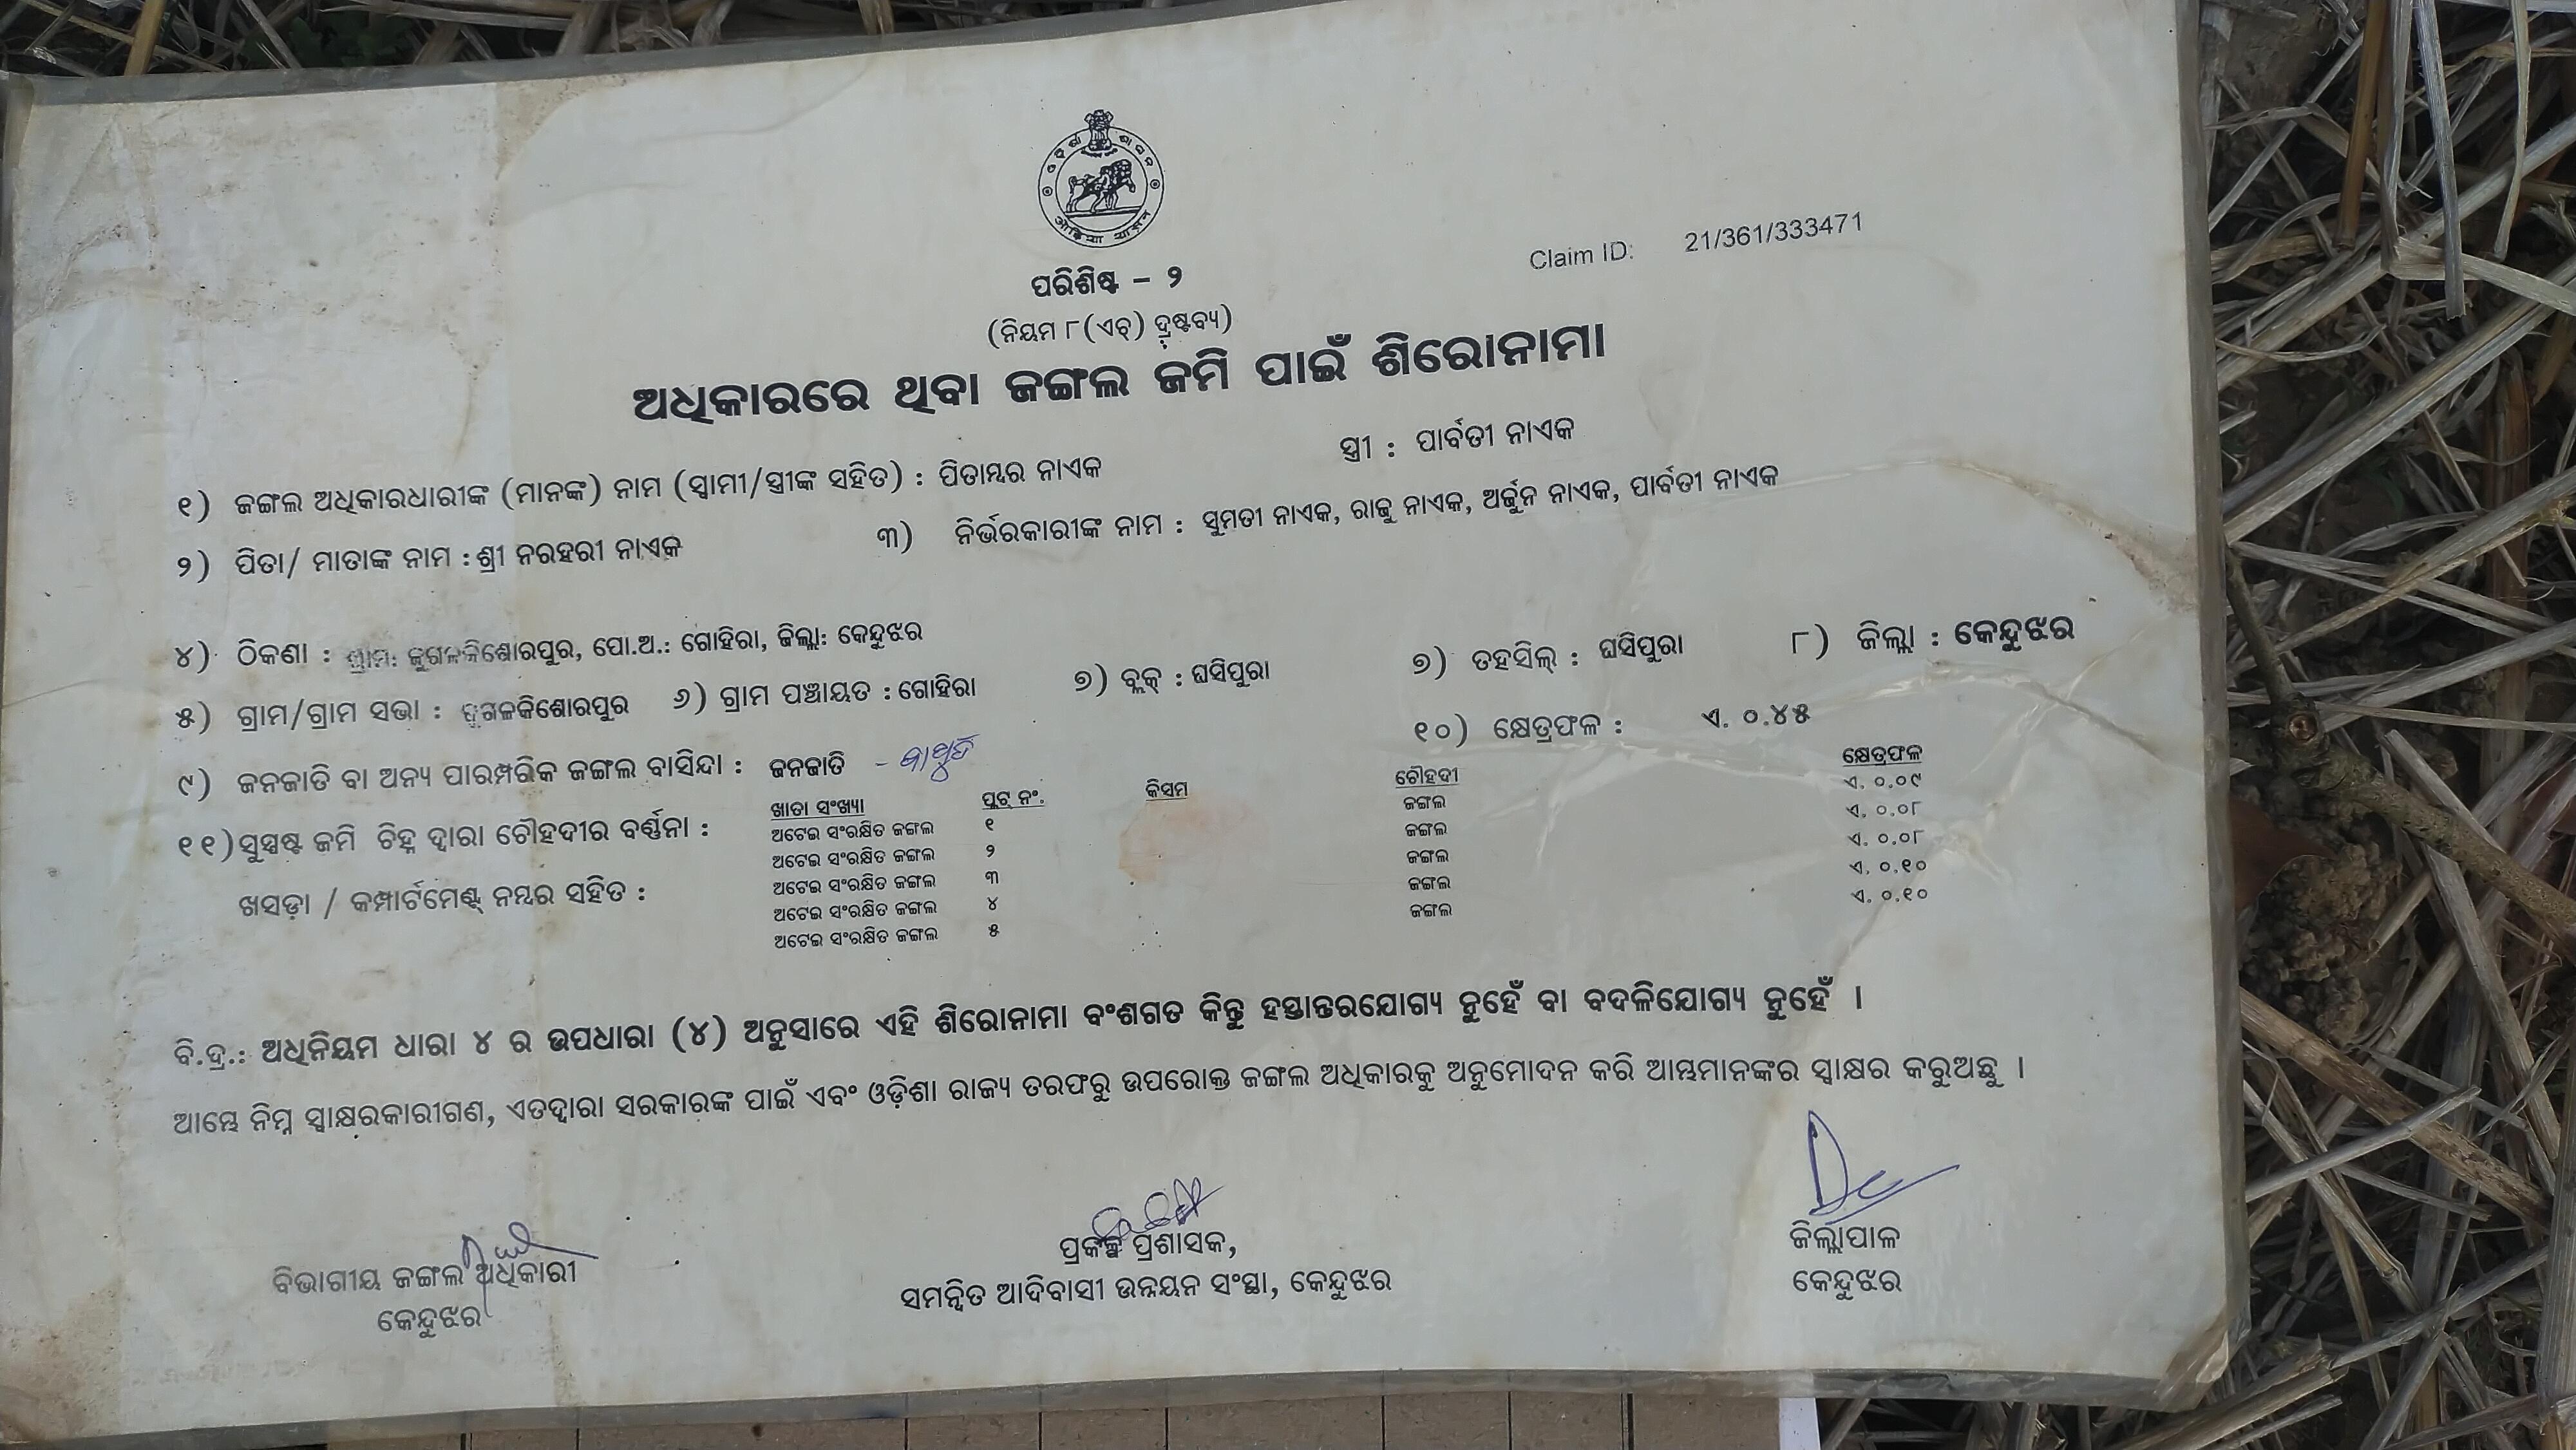 ଓଡ଼ିଶା ଶାସନ
ओड़िशा शासन
Claim ID: 21/361/333471
ପରିଶିଷ୍ଟ – ୨
(ନିୟମ ୮(ଏଚ୍) ଦ୍ରଷ୍ଟବ୍ୟ)
ଅଧିକାରରେ ଥିବା ଜଙ୍ଗଲ ଜମି ପାଇଁ ଶିରୋନାମା
୧) ଜଙ୍ଗଲ ଅଧିକାରଧାରୀଙ୍କ (ମାନଙ୍କ) ନାମ (ସ୍ୱାମୀ/ସ୍ତ୍ରୀଙ୍କ ସହିତ) : ପିତାମ୍ବର ନାଏକ ସ୍ତ୍ରୀ : ପାର୍ବତୀ ନାଏକ
୨) ପିତା/ ମାତାଙ୍କ ନାମ : ଶ୍ରୀ ନରହରୀ ନାଏକ ୩) ନିର୍ଭରକାରୀଙ୍କ ନାମ : ସୁମତୀ ନାଏକ, ରାଜୁ ନାଏକ, ଅର୍ଜୁନ ନାଏକ, ପାର୍ବତୀ ନାଏକ
୪) ଠିକଣା : ଗ୍ରାମ: ଜୁଗଳକିଶୋରପୁର, ପୋ.ଅ.: ଗୋହିରା, ଜିଲ୍ଲା: କେନ୍ଦୁଝର
୫) ଗ୍ରାମ/ଗ୍ରାମ ସଭା : ଜୁଗଳକିଶୋରପୁର ୬) ଗ୍ରାମ ପଞ୍ଚାୟତ : ଗୋହିରା ୭) ବ୍ଲକ୍ : ଘସିପୁରା ୭) ତହସିଲ୍ : ଘସିପୁରା ୮) ଜିଲ୍ଲା : କେନ୍ଦୁଝର
୯) ଜନଜାତି ବା ଅନ୍ୟ ପାରମ୍ପରିକ ଜଙ୍ଗଲ ବାସିନ୍ଦା : ଜନଜାତି – ୧୦) କ୍ଷେତ୍ରଫଳ : ଏ. ୦.୪୫
୧୧) ସୁସ୍ପଷ୍ଟ ଜମି ଚିହ୍ନ ଦ୍ୱାରା ଚୌହଦୀର ବର୍ଣ୍ଣନା :
ଖସଡ଼ା / କମ୍ପାର୍ଟମେଣ୍ଟ୍ ନମ୍ବର ସହିତ :
ଖାତା ସଂଖ୍ୟା ପ୍ଲଟ୍ ନଂ. କିସମ ଚୌହଦୀ କ୍ଷେତ୍ରଫଳ
ଅଟେଇ ସଂରକ୍ଷିତ ଜଙ୍ଗଲ ୧ ଜଙ୍ଗଲ ଏ. ୦.୦୯
ଅଟେଇ ସଂରକ୍ଷିତ ଜଙ୍ଗଲ ୨ ଜଙ୍ଗଲ ଏ. ୦.୦୮
ଅଟେଇ ସଂରକ୍ଷିତ ଜଙ୍ଗଲ ୩ ଜଙ୍ଗଲ ଏ. ୦.୦୮
ଅଟେଇ ସଂରକ୍ଷିତ ଜଙ୍ଗଲ ୪ ଜଙ୍ଗଲ ଏ. ୦.୧୦
ଅଟେଇ ସଂରକ୍ଷିତ ଜଙ୍ଗଲ ୫ ଜଙ୍ଗଲ ଏ. ୦.୧୦
ବି.ଦ୍ର.: ଅଧିନିୟମ ଧାରା ୪ ର ଉପଧାରା (୪) ଅନୁସାରେ ଏହି ଶିରୋନାମା ବଂଶଗତ କିନ୍ତୁ ହସ୍ତାନ୍ତରଯୋଗ୍ୟ ନୁହେଁ ବା ବଦଳିଯୋଗ୍ୟ ନୁହେଁ ।
ଆମ୍ଭେ ନିମ୍ନ ସ୍ୱାକ୍ଷରକାରୀଗଣ, ଏତଦ୍ୱାରା ସରକାରଙ୍କ ପାଇଁ ଏବଂ ଓଡ଼ିଶା ରାଜ୍ୟ ତରଫରୁ ଉପରୋକ୍ତ ଜଙ୍ଗଲ ଅଧିକାରକୁ ଅନୁମୋଦନ କରି ଆମ୍ଭମାନଙ୍କର ସ୍ୱାକ୍ଷର କରୁଅଛୁ ।
ବିଭାଗୀୟ ଜଙ୍ଗଲ ଅଧିକାରୀ
କେନ୍ଦୁଝର
ପ୍ରକଳ୍ପ ପ୍ରଶାସକ,
ସମନ୍ୱିତ ଆଦିବାସୀ ଉନ୍ନୟନ ସଂସ୍ଥା, କେନ୍ଦୁଝର
ଜିଲ୍ଲାପାଳ
କେନ୍ଦୁଝର